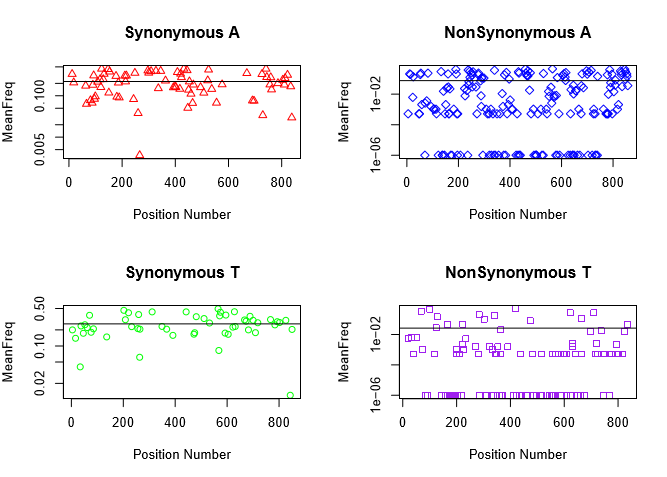 Synonymous A
MeanFreq
0.005 0.100
0 200 400 600 800
Position Number
NonSynonymous A
MeanFreq
1e-06 1e-02
0 200 400 600 800
Position Number
Synonymous T
MeanFreq
0.02 0.10 0.50
0 200 400 600 800
Position Number
NonSynonymous T
MeanFreq
1e-06 1e-02
0 200 400 600 800
Position Number